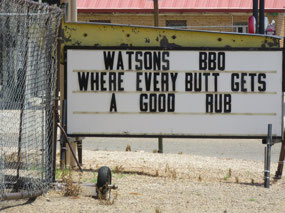 WATSONS BBQ
WHERE EVERY BUTT GETS
A GOOD RUB